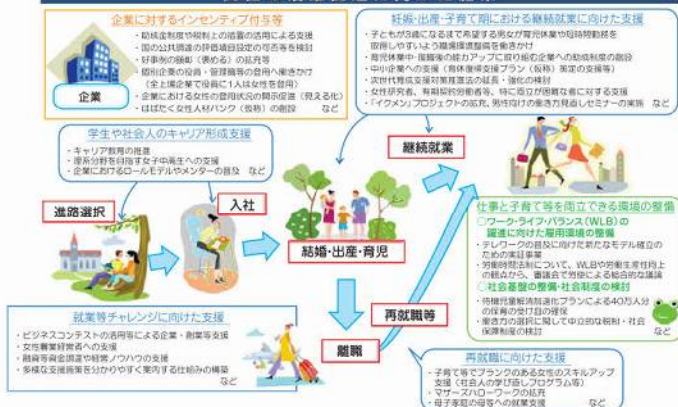 企業に対するインセンティブ付与等
・助成金制度や税制上の措置の活用による支援
・国の公共調達の評価項目設定の可否等を検討
・好事例の顕彰(褒める)の拡充等
・個別企業の役員・管理職等の登用へ働きかけ
(全上場企業で役員に1人は女性を登用)
・企業における女性の登用状況の開示促進(見える化)
・はばたく女性人材バンク(仮称)の創設 など
企業
妊娠・出産・子育て期における継続就業に向けた支援
・子どもが3歳になるまで希望する男女が育児休業や短時間勤務を
取得しやすいよう職場環境整備を働きかけ
・育児休業中・復職後の能力アップに取り組む企業への助成制度の創設
・中小企業への支援(育休復帰支援プラン(仮称)策定の支援等)
・次世代育成支援対策推進法の延長・強化の検討
・女性研究者、有期契約労働者等、特に両立が困難な者に対する支援
・「イクメン」プロジェクトの拡充、男性向けの働き方見直しセミナーの実施 など
学生や社会人のキャリア形成支援
・キャリア教育の推進
・理系分野を目指す女子中高生への支援
・企業におけるロールモデルやメンターの普及 など
継続就業
進路選択
入社
結婚・出産・育児
仕事と子育て等を両立できる環境の整備
○ワーク・ライフ・バランス(WLB)の
推進に向けた雇用環境の整備
・テレワークの普及に向けた新たなモデル確立の
ための実証事業
・労働時間法制について、WLBや労働生産性向上
の観点から、審議会で労使による総合的な議論
○社会基盤の整備・社会制度の検討
・待機児童解消加速化プランによる40万人分
の保育の受け皿の確保
・働き方の選択に関して中立的な税制・社会
保障制度の検討 など
就業等チャレンジに向けた支援
・ビジネスコンテストの活用等による企業・創業等支援
・女性農業経営者への支援
・融資等資金調達や経営ノウハウの支援
・多様な支援施策を分かりやすく案内する仕組みの構築
など
離職
再就職等
再就職に向けた支援
・子育て等でブランクのある女性のスキルアップ
支援(社会人の学び直しプログラム等)
・マザーズハローワークの拡充
・母子家庭の母等への就業支援 など